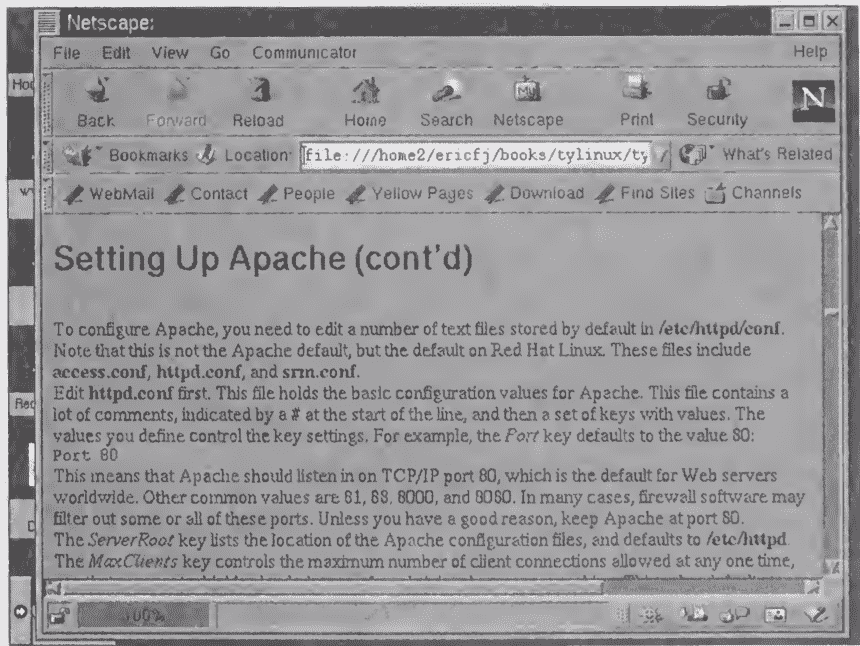 Netscape:
File Edit View Go Communicator Help
Back Forward Reload Home Search Netscape Print Security
N
Bookmarks Location: file:///home2/ericfj/books/tylinux/ty What's Related
WebMail Contact People Yellow Pages Download Find Sites Channels
Setting Up Apache (cont'd)
To configure Apache, you need to edit a number of text files stored by default in /etc/httpd/conf.
Note that this is not the Apache default, but the default on Red Hat Linux. These files include
access.conf, httpd.conf, and srm.conf.
Edit httpd.conf first. This file holds the basic configuration values for Apache. This file contains a
lot of comments, indicated by a # at the start of the line, and then a set of keys with values. The
values you define control the key settings. For example, the Port key defaults to the value 80:
Port 80
This means that Apache should listen in on TCP/IP port 80, which is the default for Web servers
worldwide. Other common values are 81, 88, 8000, and 8080. In many cases, firewall software may
filter out some or all of these ports. Unless you have a good reason, keep Apache at port 80.
The ServerRoot key lists the location of the Apache configuration files, and defaults to /etc/httpd.
The MaxClients key controls the maximum number of client connections allowed at any one time,
100%